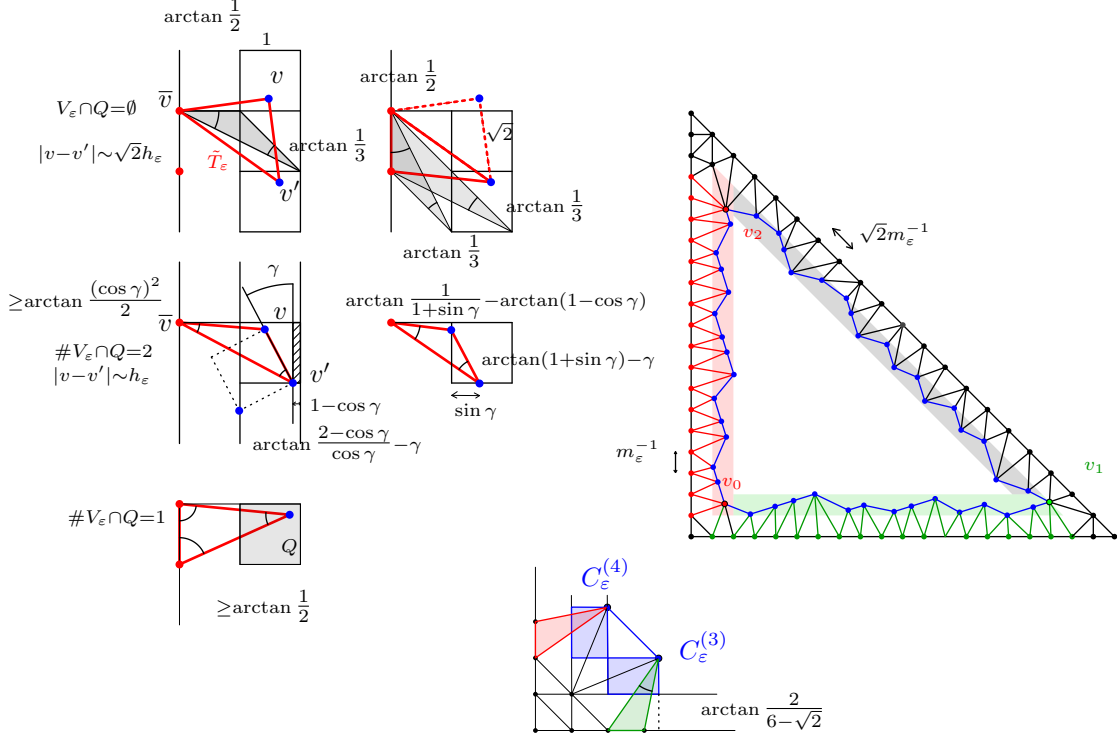 arctan 1/2
1
v
v̅
V_ε∩Q=∅
|v−v′|∼√2h_ε
T̃_ε
arctan 1/3
v′
arctan 1/2
√2
arctan 1/3
arctan 1/3
γ
≥arctan (cos γ)²/2
v̅
v
#V_ε∩Q=2
|v−v′|∼h_ε
v′
1−cos γ
arctan (2−cos γ)/(cos γ) −γ
arctan 1/(1+sin γ) −arctan(1−cos γ)
arctan(1+sin γ)−γ
sin γ
#V_ε∩Q=1
Q
≥arctan 1/2
v₂
√2m_ε⁻¹
m_ε⁻¹
v₀
v₁
C_ε⁽⁴⁾
C_ε⁽³⁾
arctan 2/(6−√2)